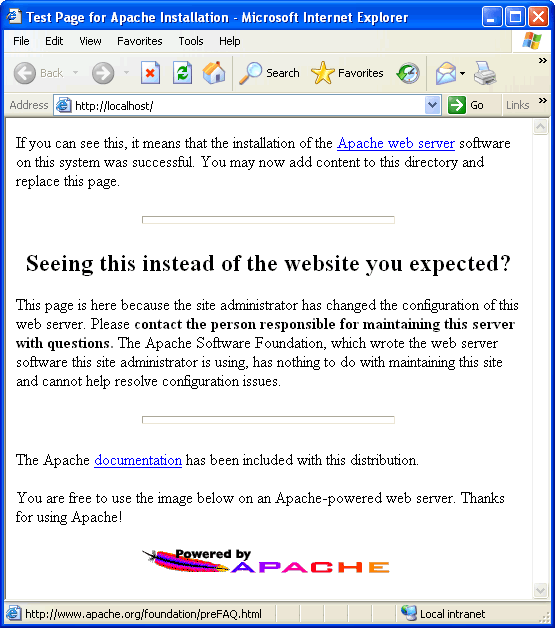 Test Page for Apache Installation - Microsoft Internet Explorer
File Edit View Favorites Tools Help
Back Search Favorites
Address http://localhost/ Go Links »
If you can see this, it means that the installation of the Apache web server software
on this system was successful. You may now add content to this directory and
replace this page.
Seeing this instead of the website you expected?
This page is here because the site administrator has changed the configuration of this
web server. Please contact the person responsible for maintaining this server
with questions. The Apache Software Foundation, which wrote the web server
software this site administrator is using, has nothing to do with maintaining this site
and cannot help resolve configuration issues.
The Apache documentation has been included with this distribution.
You are free to use the image below on an Apache-powered web server. Thanks
for using Apache!
Powered by
APACHE
http://www.apache.org/foundation/preFAQ.html Local intranet